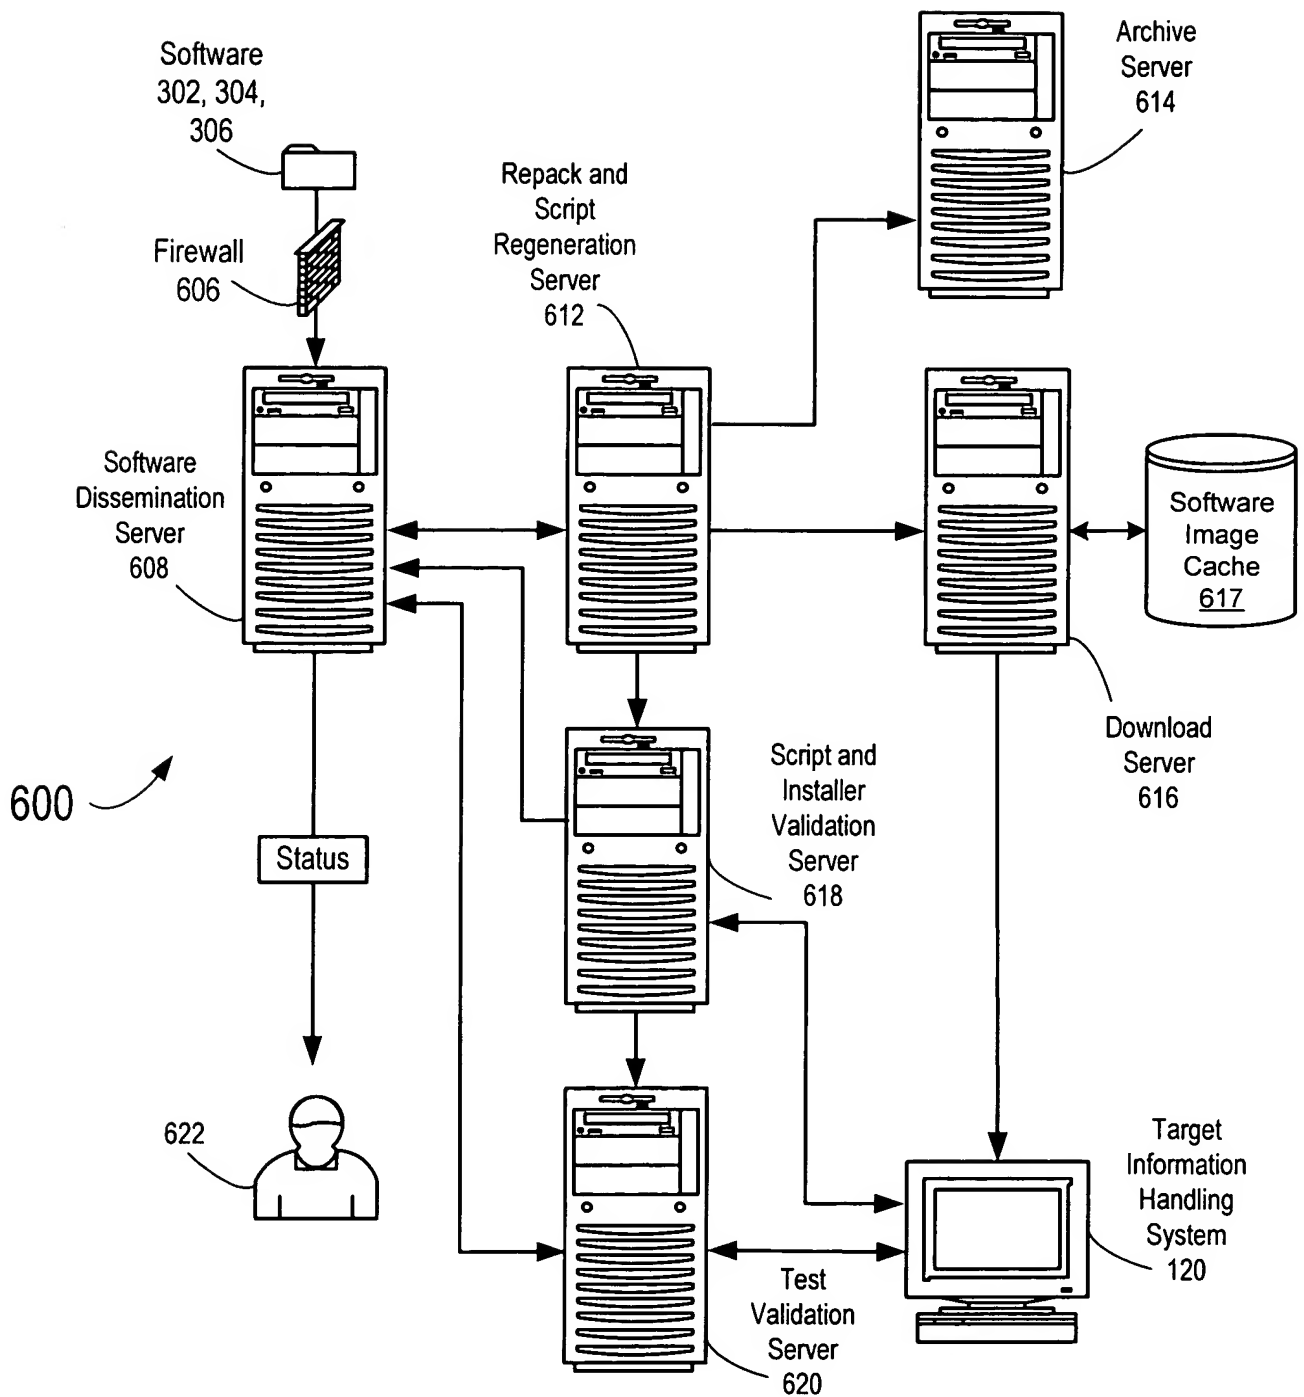 Software
302, 304,
306
Archive
Server
614
Repack and
Script
Regeneration
Server
612
Firewall
606
Software
Dissemination
Server
608
Software
Image
Cache
617
Download
Server
616
Script and
Installer
Validation
Server
618
600
Status
622
Target
Information
Handling
System
120
Test
Validation
Server
620